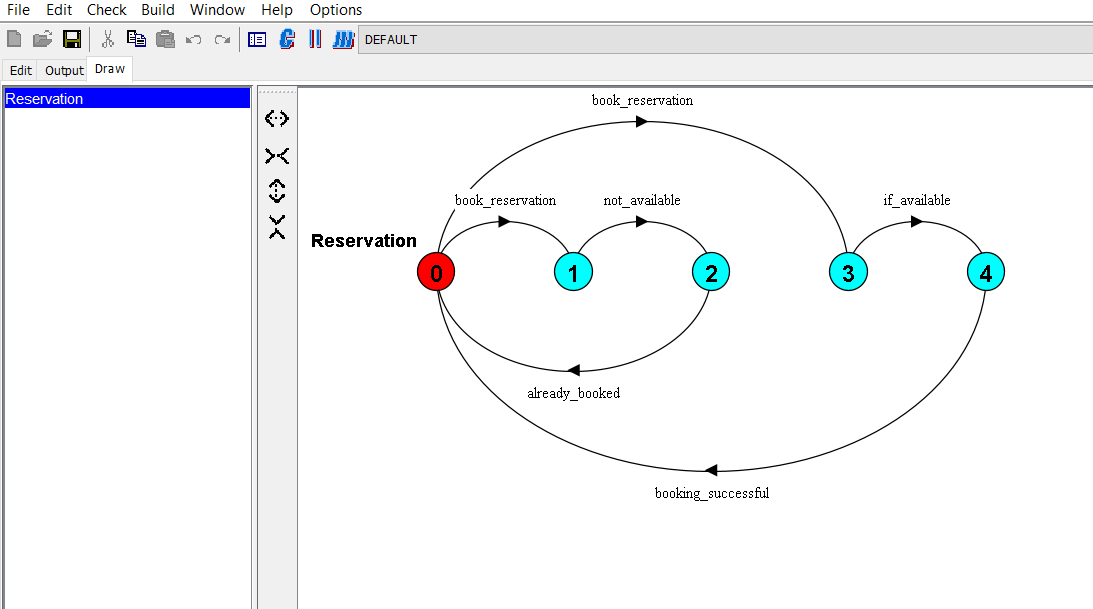 File Edit Check Build Window Help Options
DEFAULT
Edit Output Draw
Reservation
book_reservation
book_reservation not_available if_available
Reservation
0 1 2 3 4
already_booked
booking_successful